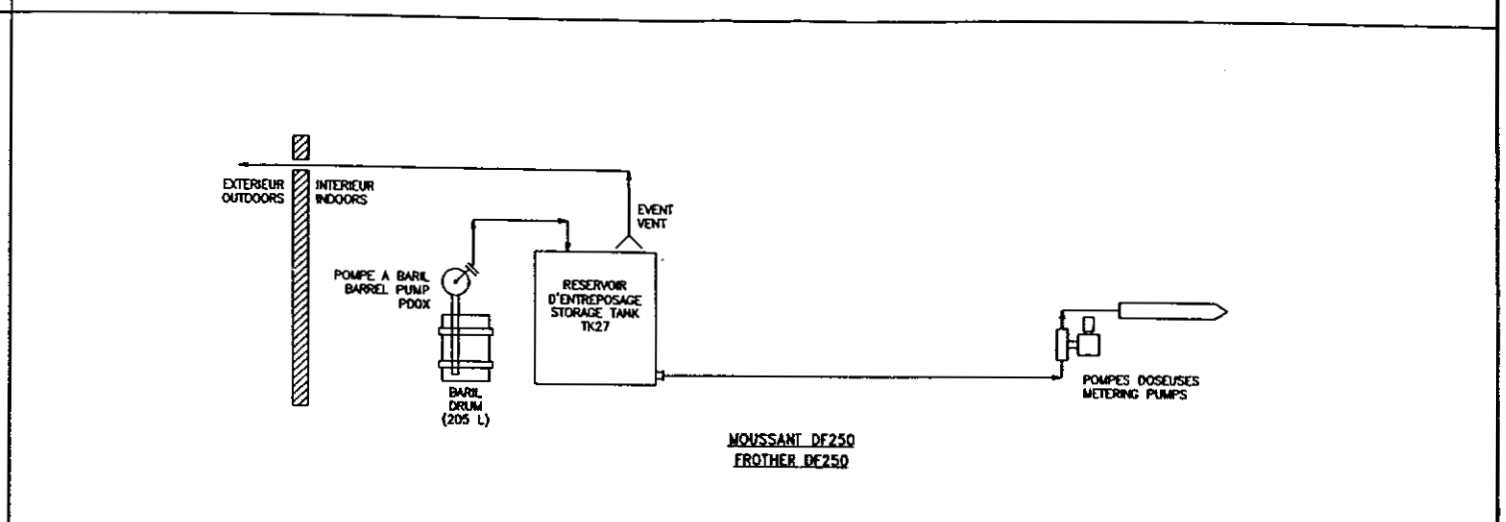 EXTERIEUR
OUTDOORS
INTERIEUR
INDOORS
EVENT
VENT
POMPE A BARIL
BARREL PUMP
PDOX
RESERVOIR
D'ENTREPOSAGE
STORAGE TANK
TK27
BARIL
DRUM
(205 L)
POMPES DOSEUSES
METERING PUMPS
MOUSSANT DF250
FROTHER DF250